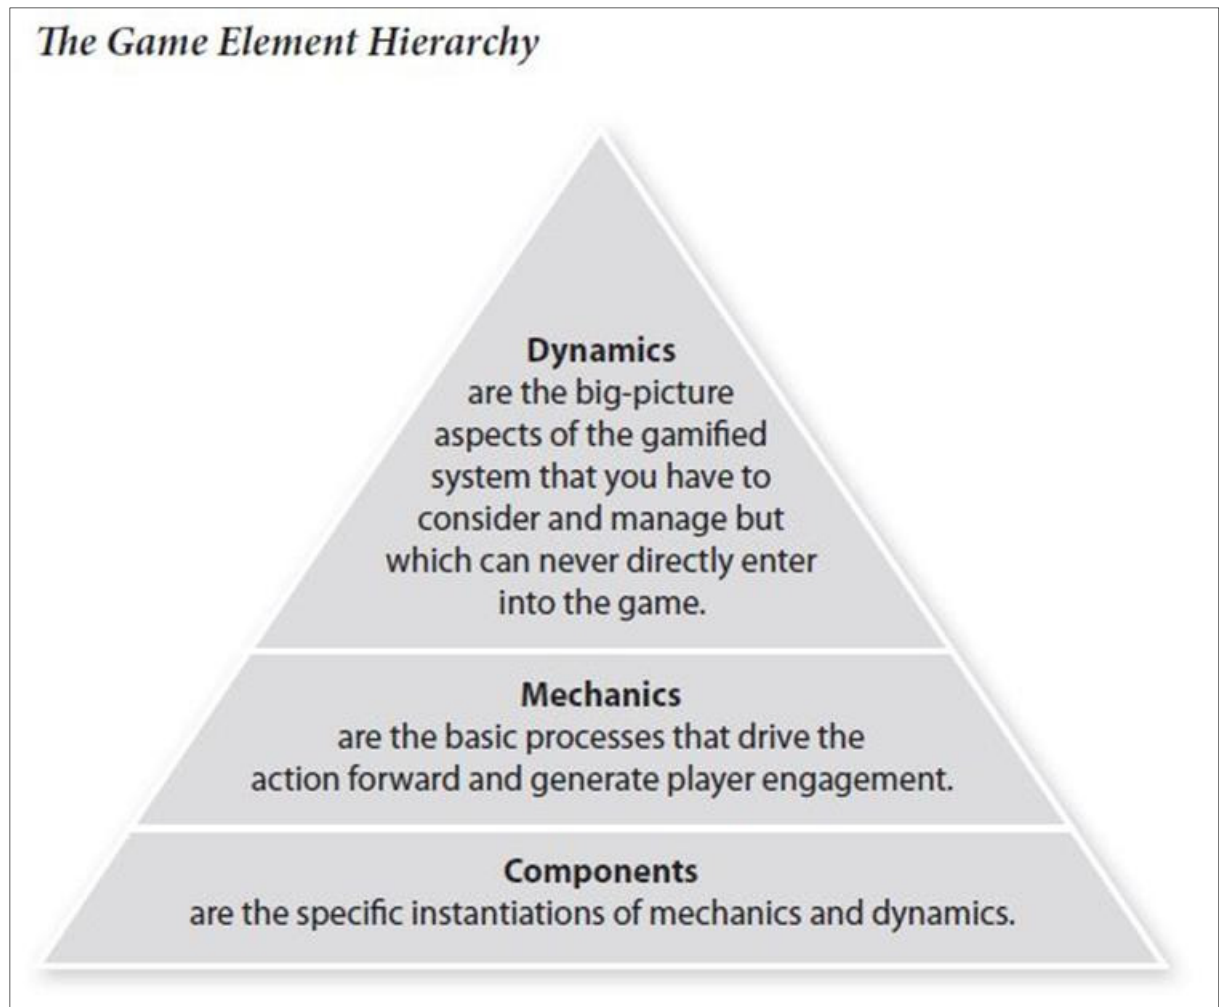 The Game Element Hierarchy
Dynamics
are the big-picture
aspects of the gamified
system that you have to
consider and manage but
which can never directly enter
into the game.
Mechanics
are the basic processes that drive the
action forward and generate player engagement.
Components
are the specific instantiations of mechanics and dynamics.